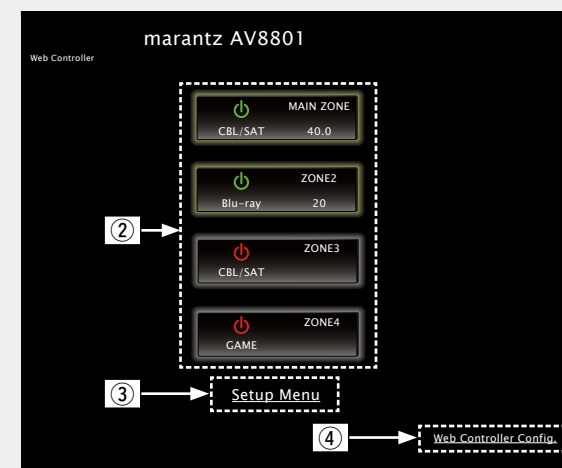 marantz AV8801
Web Controller
MAIN ZONE
CBL/SAT 40.0
ZONE2
Blu-ray 20
② 
ZONE3
CBL/SAT
ZONE4
GAME
③ Setup Menu
④ Web Controller Config.